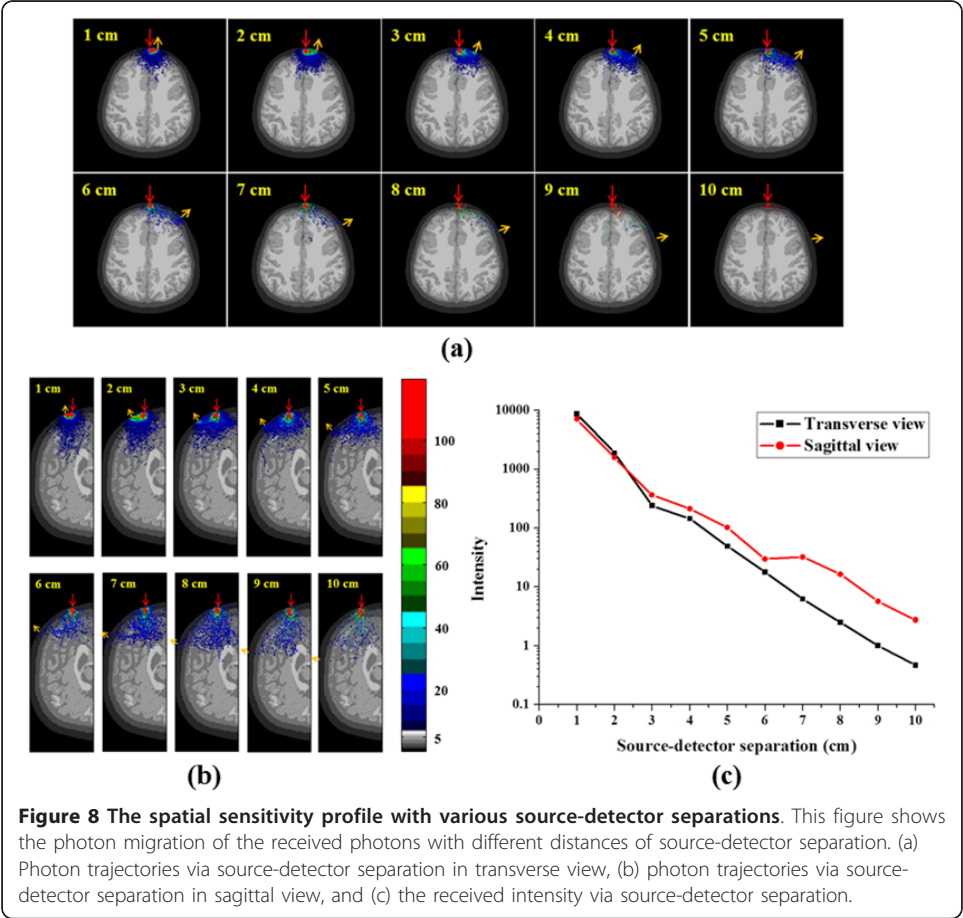 1 cm 2 cm 3 cm 4 cm 5 cm
6 cm 7 cm 8 cm 9 cm 10 cm
(a)
1 cm 2 cm 3 cm 4 cm 5 cm
6 cm 7 cm 8 cm 9 cm 10 cm
100
80
60
40
20
5
(b)
10000
1000
100
10
1
0.1
Intensity
Transverse view
Sagittal view
0 1 2 3 4 5 6 7 8 9 10
Source-detector separation (cm)
(c)
Figure 8 The spatial sensitivity profile with various source-detector separations. This figure shows
the photon migration of the received photons with different distances of source-detector separation. (a)
Photon trajectories via source-detector separation in transverse view, (b) photon trajectories via source-
detector separation in sagittal view, and (c) the received intensity via source-detector separation.